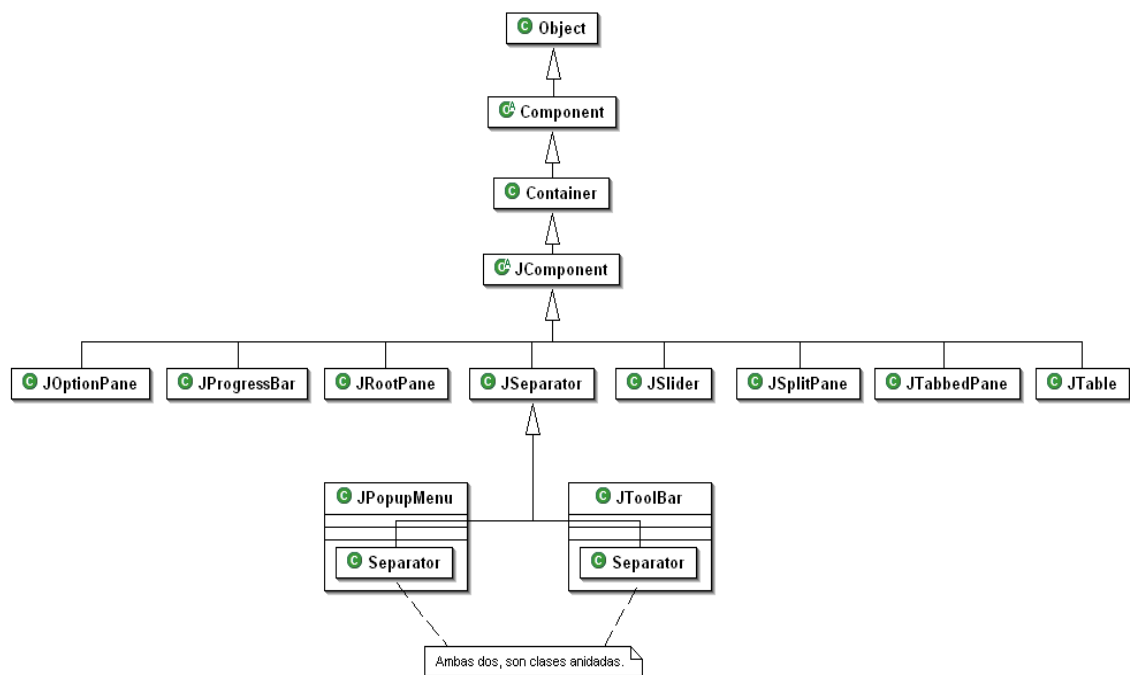 Object
Component
Container
JComponent
JOptionPane
JProgressBar
JRootPane
JSeparator
JSlider
JSplitPane
JTabbedPane
JTable
JPopupMenu
JToolBar
Separator
Separator
Ambas dos, son clases anidadas.